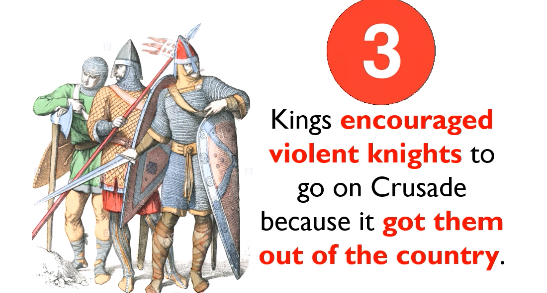 3
Kings encouraged
violent knights to
go on Crusade
because it got them
out of the country.